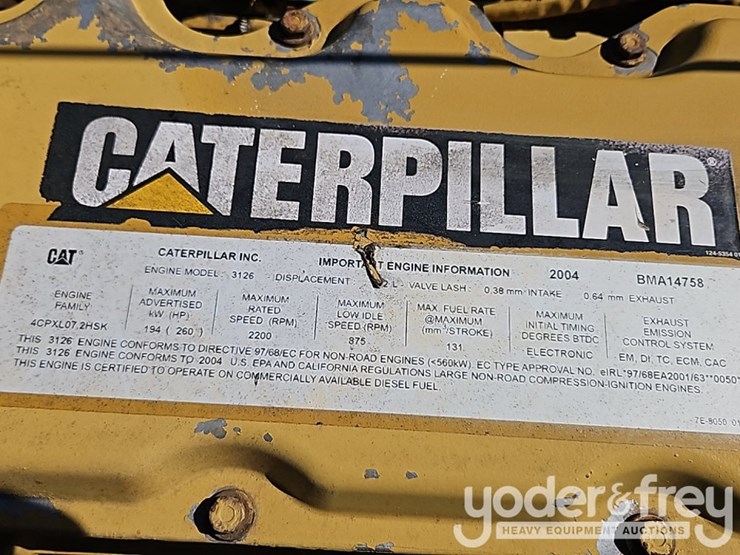 CATERPILLAR®
124-5354 01
CAT CATERPILLAR INC. IMPORTANT ENGINE INFORMATION 2004 BMA14758
ENGINE MODEL: 3126 DISPLACEMENT L VALVE LASH: 0.38 mm INTAKE 0.64 mm EXHAUST
ENGINE FAMILY
4CPXL07.2HSK
MAXIMUM ADVERTISED kW (HP)
194 ( 260 )
MAXIMUM RATED SPEED (RPM)
2200
MAXIMUM LOW IDLE SPEED (RPM)
875
MAX. FUEL RATE @MAXIMUM (mm³/STROKE)
131
MAXIMUM INITIAL TIMING DEGREES BTDC
ELECTRONIC
EXHAUST EMISSION CONTROL SYSTEM
EM, DI, TC, ECM, CAC
THIS 3126 ENGINE CONFORMS TO DIRECTIVE 97/68/EC FOR NON-ROAD ENGINES (<560kW). EC TYPE APPROVAL NO. eIRL*97/68EA2001/63**0050*
THIS 3126 ENGINE CONFORMS TO 2004 U.S. EPA AND CALIFORNIA REGULATIONS LARGE NON-ROAD COMPRESSION-IGNITION ENGINES.
THIS ENGINE IS CERTIFIED TO OPERATE ON COMMERCIALLY AVAILABLE DIESEL FUEL
7E-8056 01
yoder&frey
HEAVY EQUIPMENT AUCTIONS